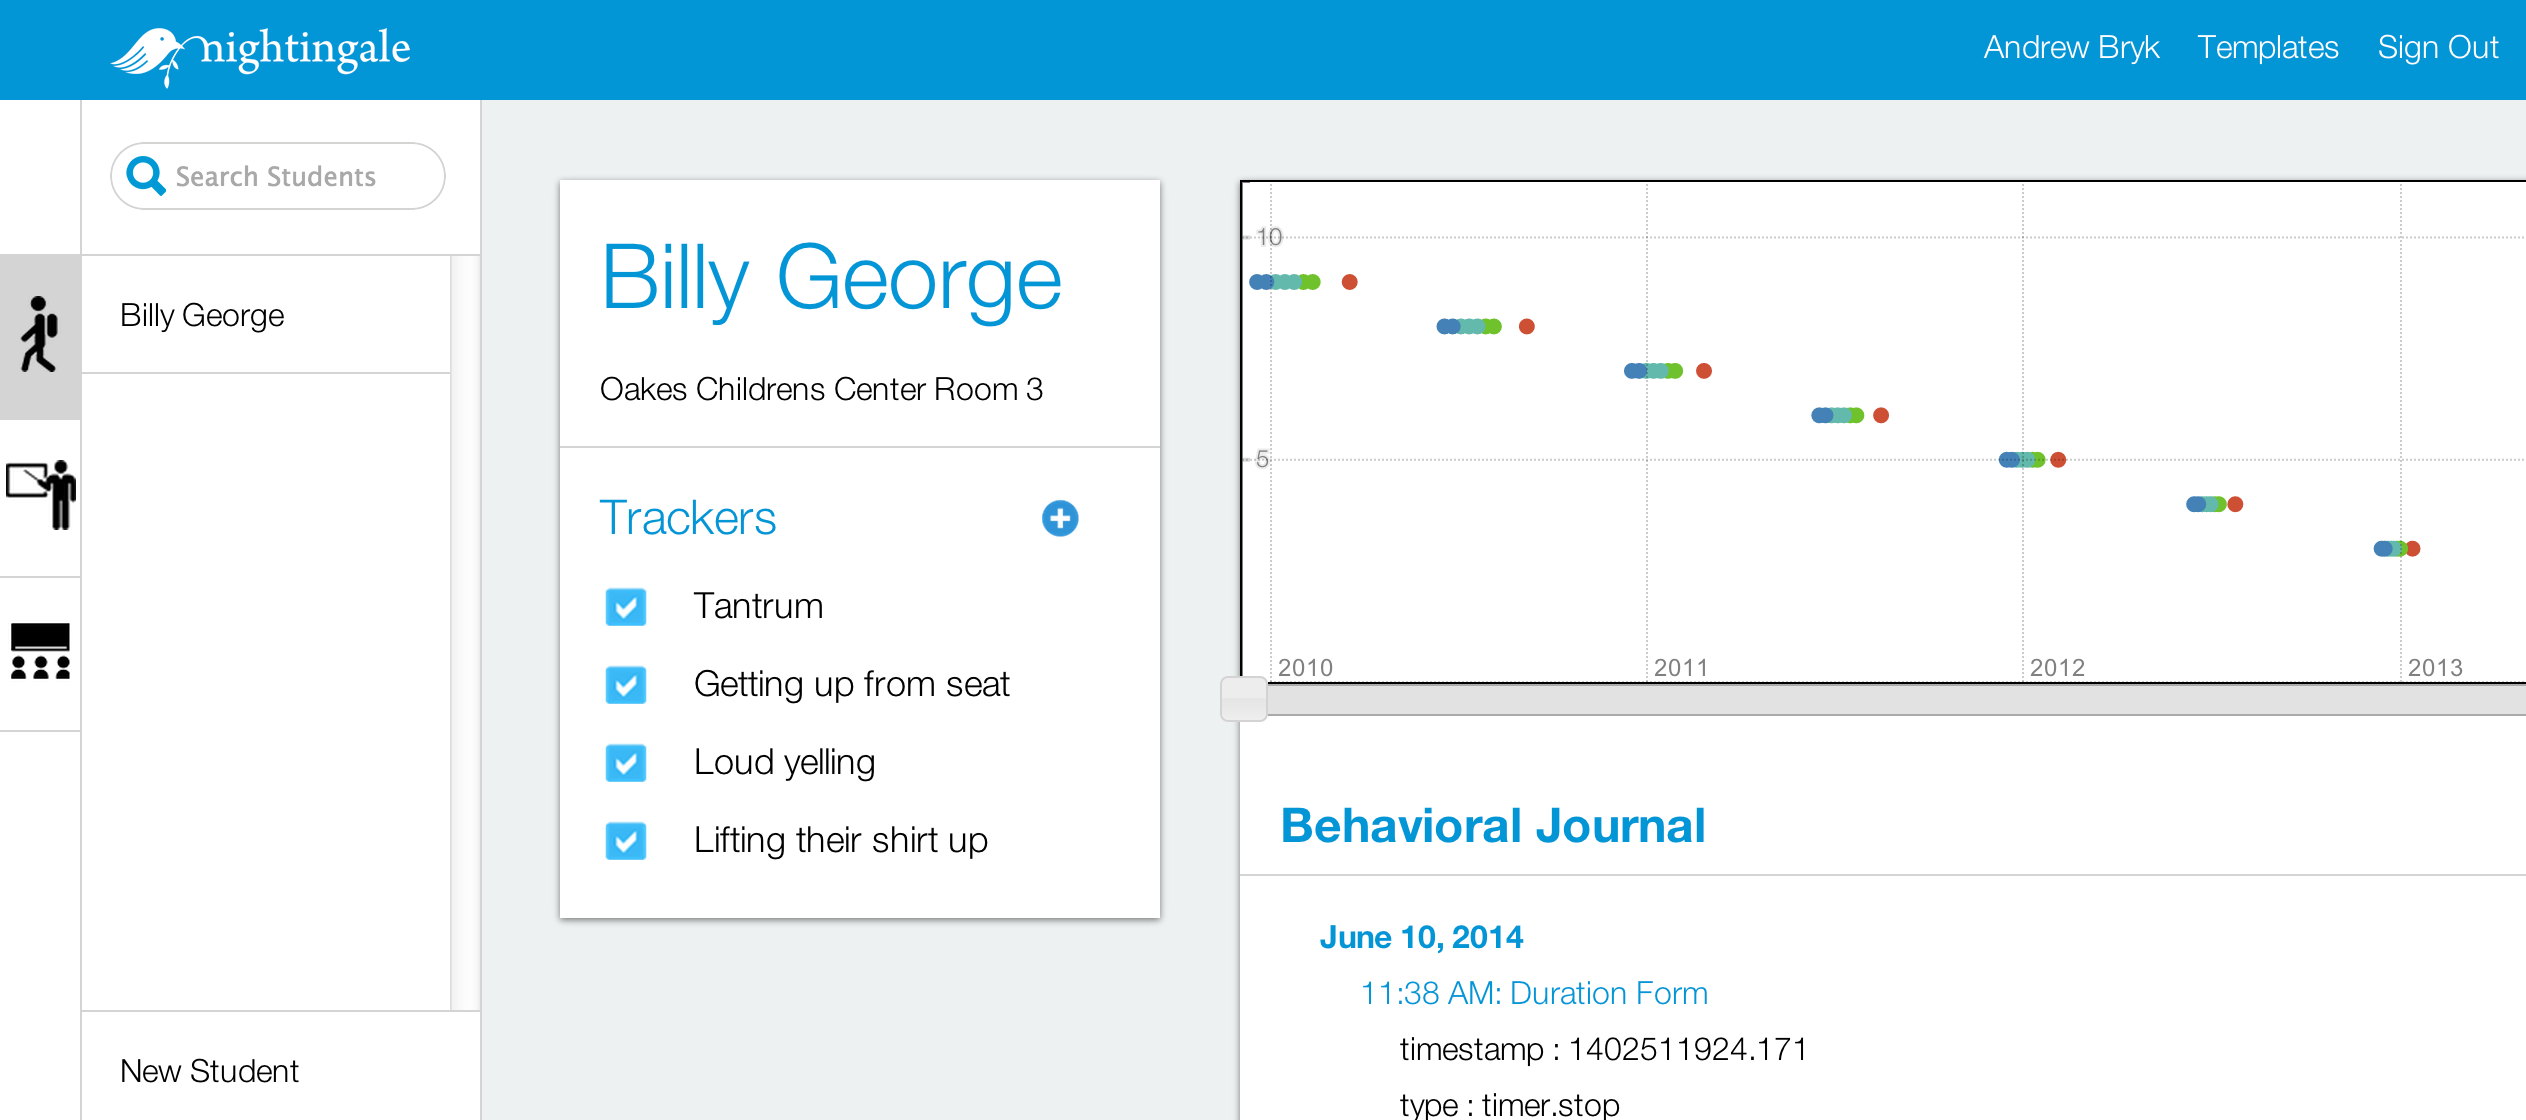 nightingale
Andrew Bryk Templates Sign Out
Search Students
Billy George
New Student
Billy George
Oakes Childrens Center Room 3
Trackers
Tantrum
Getting up from seat
Loud yelling
Lifting their shirt up
10
5
2010 2011 2012 2013
Behavioral Journal
June 10, 2014
11:38 AM: Duration Form
timestamp : 1402511924.171
type : timer.stop